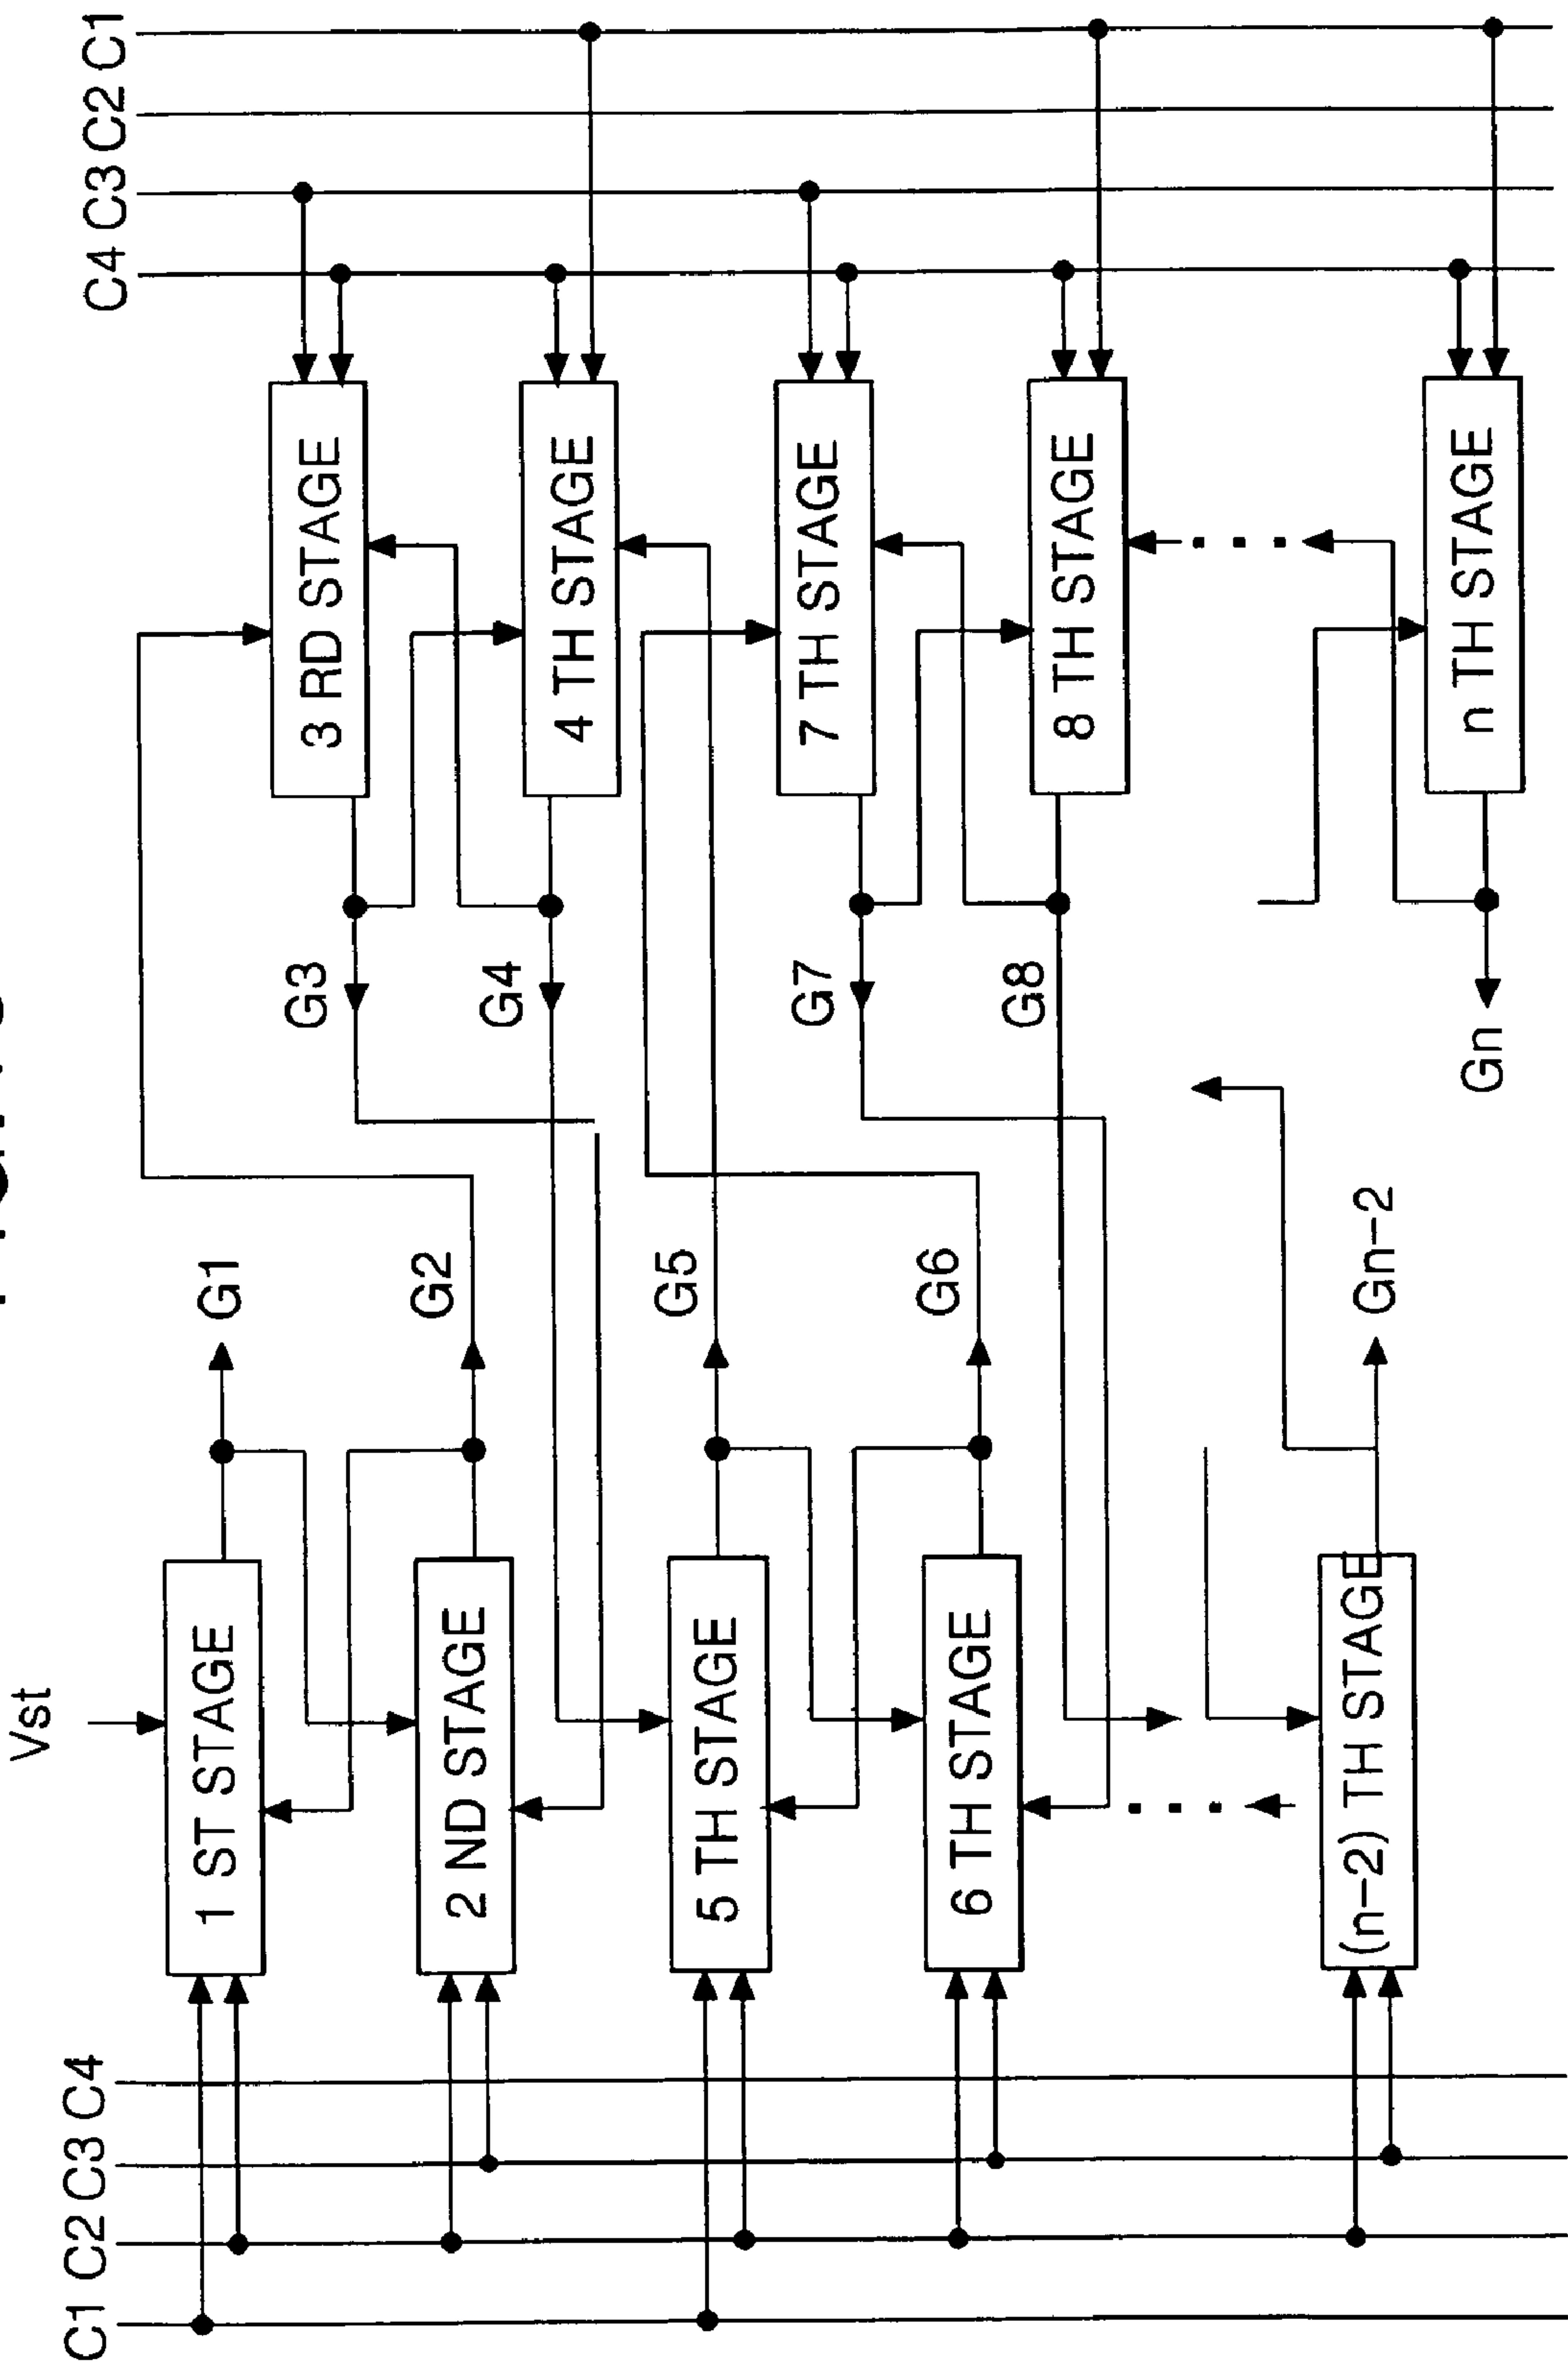 Vst
C1 C2 C3 C4
1 ST STAGE
G1
2 ND STAGE
G2
5 TH STAGE
G5
6 TH STAGE
G6
(n-2) TH STAGE
Gn-2
C4 C3 C2 C1
G3
3 RD STAGE
G4
4 TH STAGE
G7
7 TH STAGE
G8
8 TH STAGE
Gn
n TH STAGE